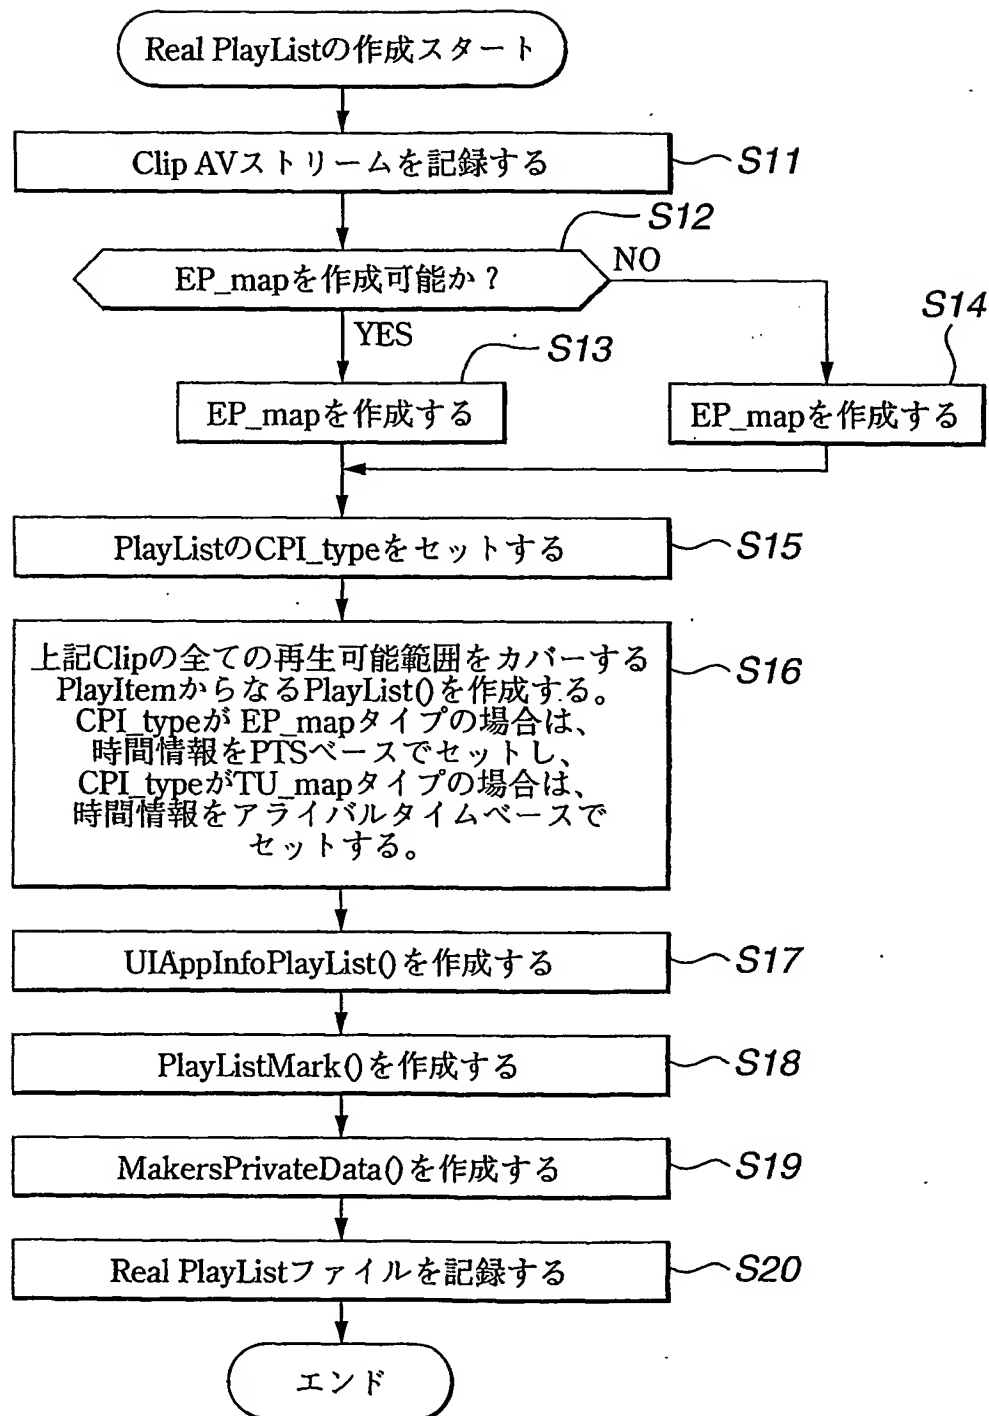 Real PlayListの作成スタート
Clip AVストリームを記録する
S11
S12
EP_mapを作成可能か?
NO
YES
S13
S14
EP_mapを作成する
EP_mapを作成する
PlayListのCPI_typeをセットする
S15
上記Clipの全ての再生可能範囲をカバーする
PlayItemからなるPlayList()を作成する。
CPI_typeが EP_mapタイプの場合は、
時間情報をPTSベースでセットし、
CPI_typeがTU_mapタイプの場合は、
時間情報をアライバルタイムベースで
セットする。
S16
UIAppInfoPlayList()を作成する
S17
PlayListMark()を作成する
S18
MakersPrivateData()を作成する
S19
Real PlayListファイルを記録する
S20
エンド